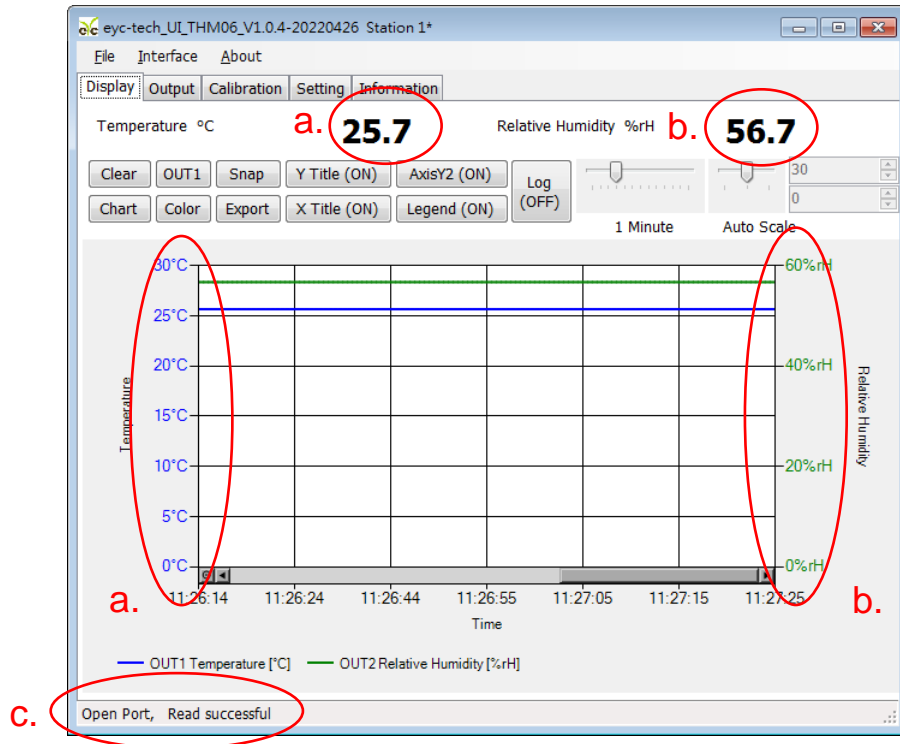 eyc-tech_UI_THM06_V1.0.4-20220426 Station 1*
File Interface About
Display Output Calibration Setting Information
Temperature ºC a. 25.7 Relative Humidity %rH b. 56.7
Clear OUT1 Snap Y Title (ON) AxisY2 (ON) Log (OFF) 30
Chart Color Export X Title (ON) Legend (ON) 0
1 Minute Auto Scale
30°C 60%rH
25°C
20°C 40%rH
15°C
10°C 20%rH
5°C
0°C 0%rH
Temperature
Relative Humidity
a. b.
11:26:14 11:26:24 11:26:44 11:26:55 11:27:05 11:27:15 11:27:25
Time
OUT1 Temperature [°C] OUT2 Relative Humidity [%rH]
c. Open Port, Read successful